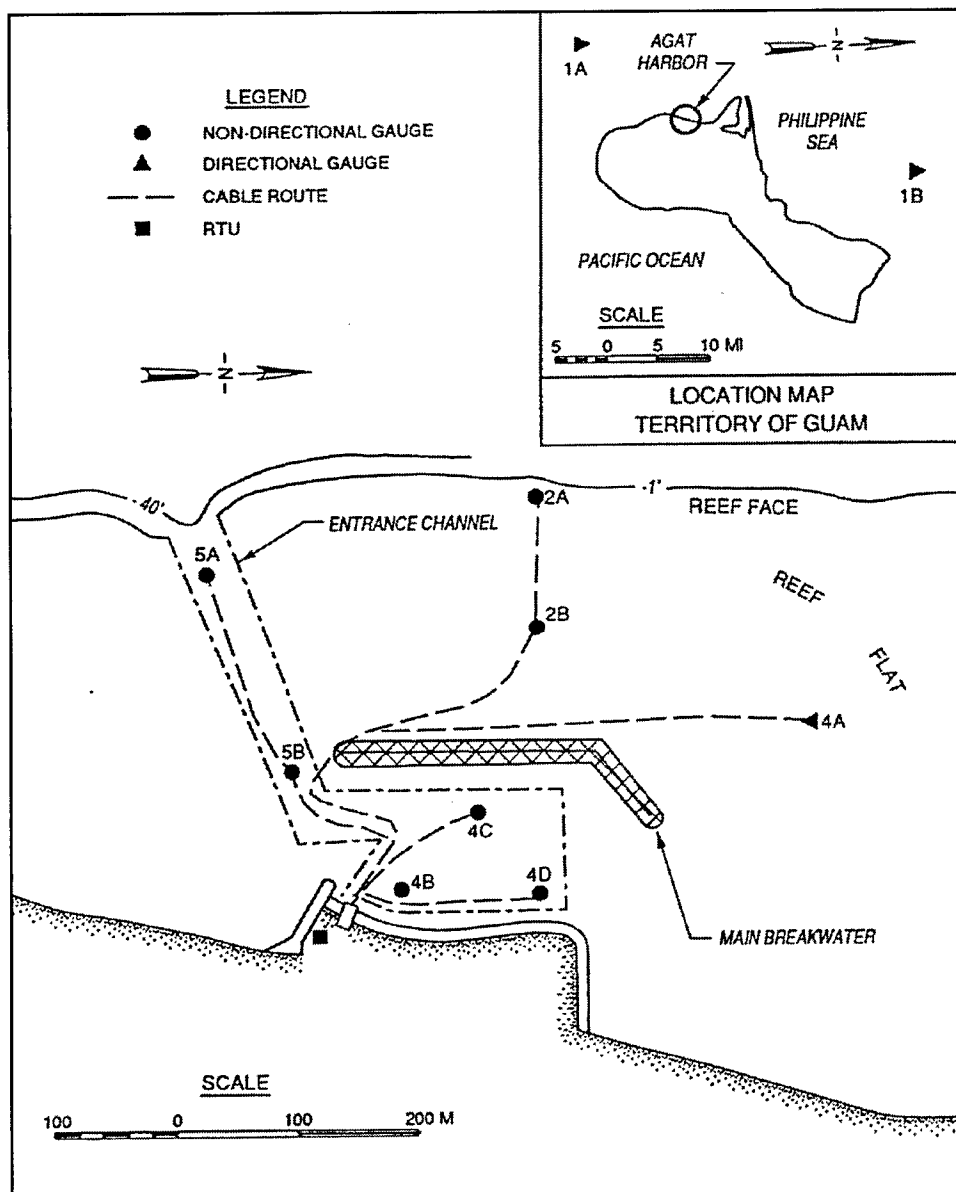 LEGEND
NON-DIRECTIONAL GAUGE
DIRECTIONAL GAUGE
CABLE ROUTE
RTU
N
1A
AGAT
HARBOR
N
PHILIPPINE
SEA
1B
PACIFIC OCEAN
SCALE
5 0 5 10 MI
LOCATION MAP
TERRITORY OF GUAM
-40'
2A
-1'
REEF FACE
ENTRANCE CHANNEL
5A
REEF
2B
FLAT
4A
5B
4C
4B
4D
MAIN BREAKWATER
SCALE
100 0 100 200 M